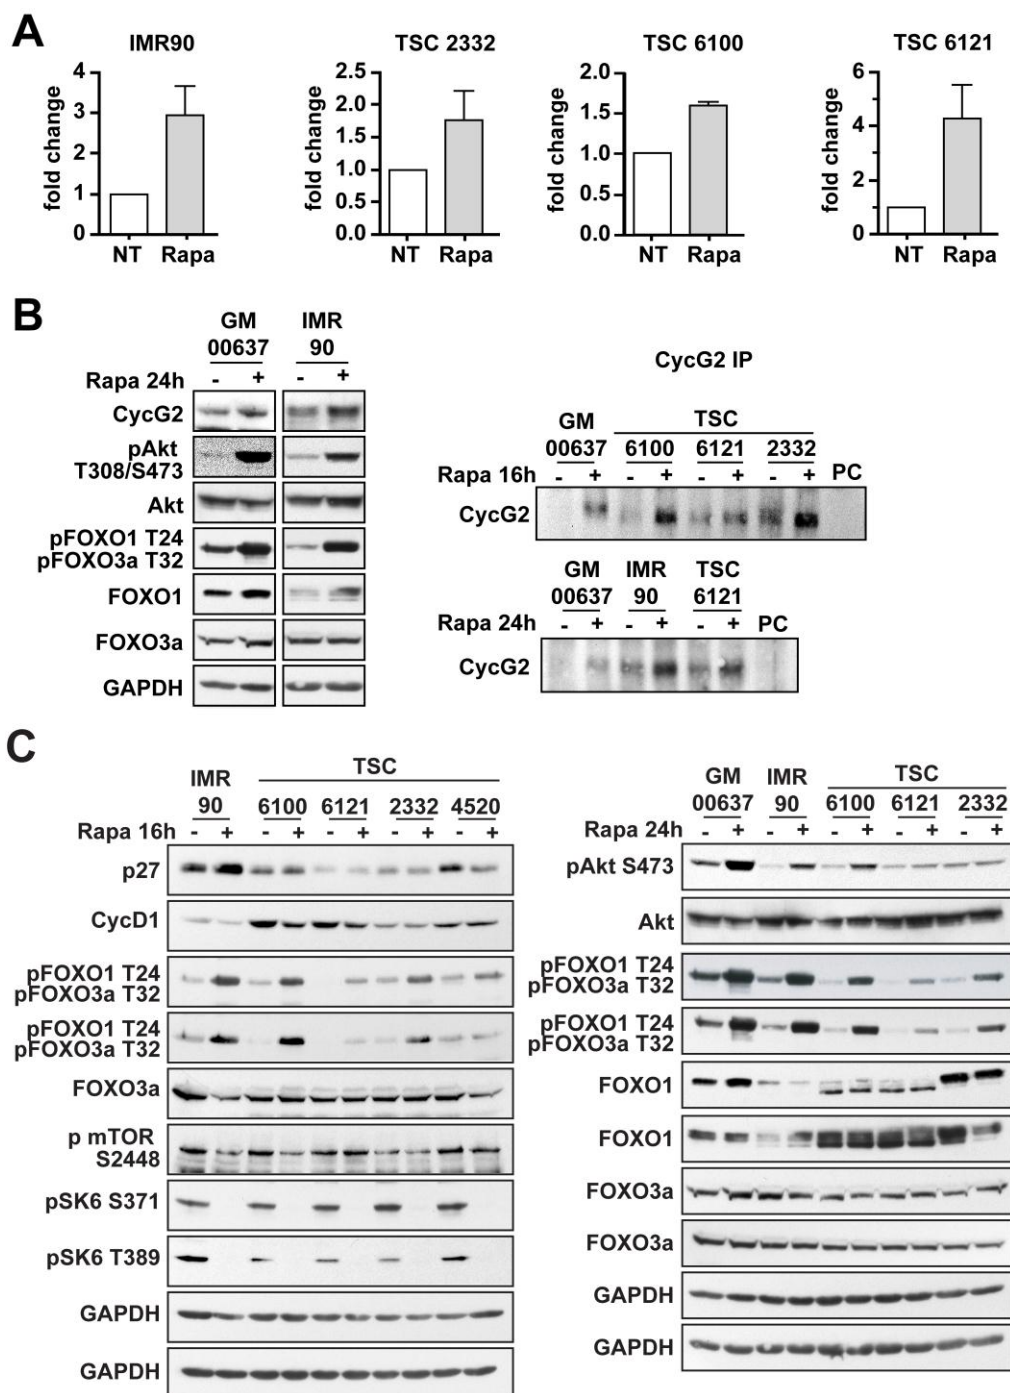 A
IMR90
TSC 2332
TSC 6100
TSC 6121
fold change
4
3
2
1
0
NT Rapa
fold change
2.5
2.0
1.5
1.0
0.5
0.0
NT Rapa
fold change
2.0
1.5
1.0
0.5
0.0
NT Rapa
fold change
6
4
2
0
NT Rapa
B
GM IMR
00637 90
Rapa 24h - + - +
CycG2
pAkt
T308/S473
Akt
pFOXO1 T24
pFOXO3a T32
FOXO1
FOXO3a
GAPDH
CycG2 IP
GM TSC
00637 6100 6121 2332
Rapa 16h - + - + - + - + PC
CycG2
GM IMR TSC
00637 90 6121
Rapa 24h - + - + - + PC
CycG2
C
IMR TSC
90 6100 6121 2332 4520
Rapa 16h - + - + - + - + - +
p27
CycD1
pFOXO1 T24
pFOXO3a T32
pFOXO1 T24
pFOXO3a T32
FOXO3a
p mTOR
S2448
pSK6 S371
pSK6 T389
GAPDH
GAPDH
GM IMR TSC
00637 90 6100 6121 2332
Rapa 24h - + - + - + - + - +
pAkt S473
Akt
pFOXO1 T24
pFOXO3a T32
pFOXO1 T24
pFOXO3a T32
FOXO1
FOXO1
FOXO3a
FOXO3a
GAPDH
GAPDH